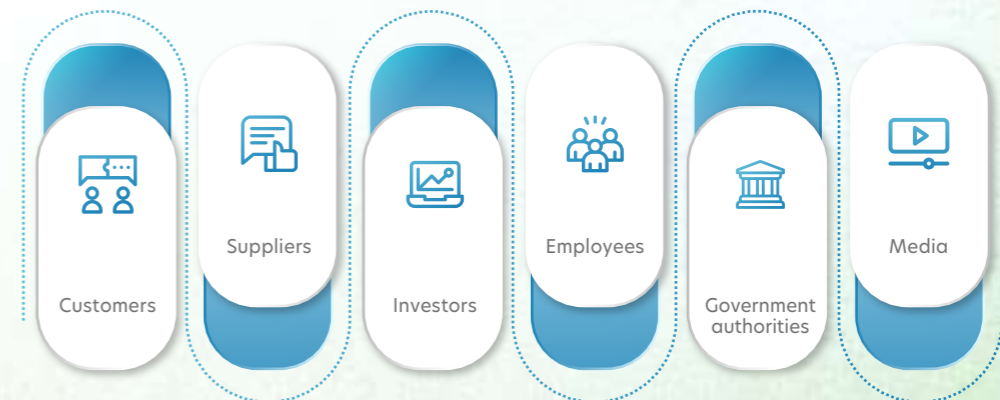 Customers
Suppliers
Investors
Employees
Government
authorities
Media